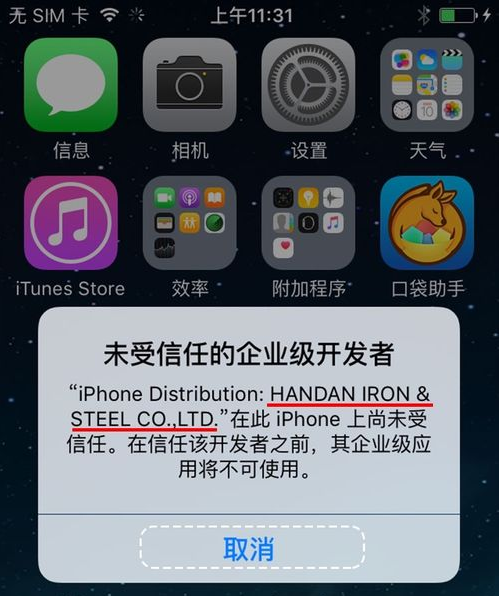 无 SIM 卡 上午11:31
信息 相机 设置 天气
10
iTunes Store 效率 附加程序 口袋助手
未受信任的企业级开发者
“iPhone Distribution: HANDAN IRON &
STEEL CO.,LTD.”在此 iPhone 上尚未受
信任。在信任该开发者之前，其企业级应
用将不可使用。
取消